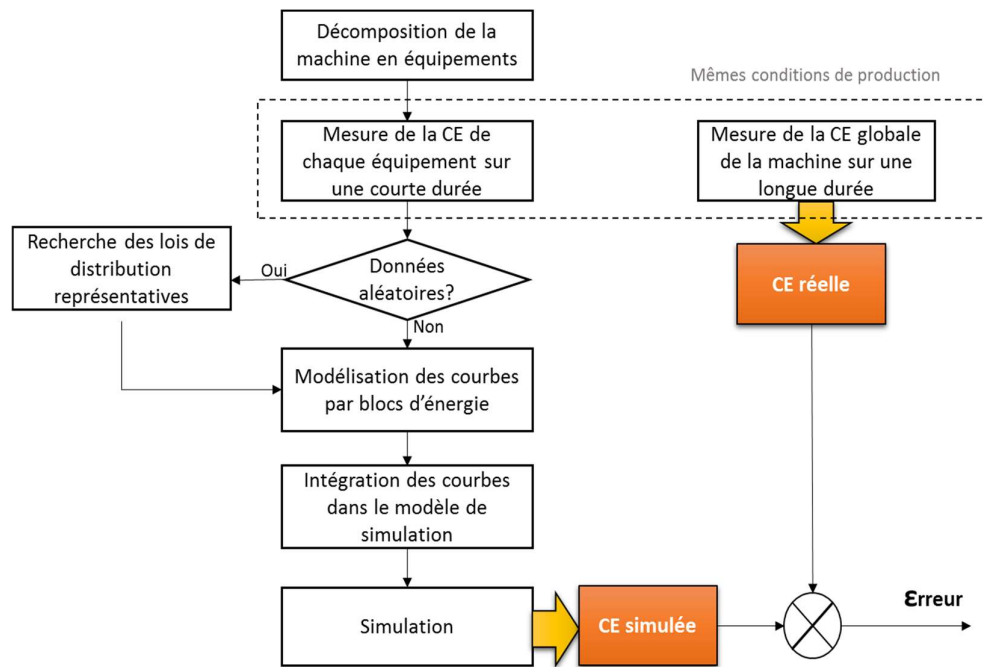 Décomposition de la
machine en équipements
Mêmes conditions de production
Mesure de la CE de
chaque équipement sur
une courte durée
Mesure de la CE globale
de la machine sur une
longue durée
Recherche des lois de
distribution
représentatives
Oui
Données
aléatoires?
CE réelle
Non
Modélisation des courbes
par blocs d’énergie
Intégration des courbes
dans le modèle de
simulation
Simulation
CE simulée
εrreur